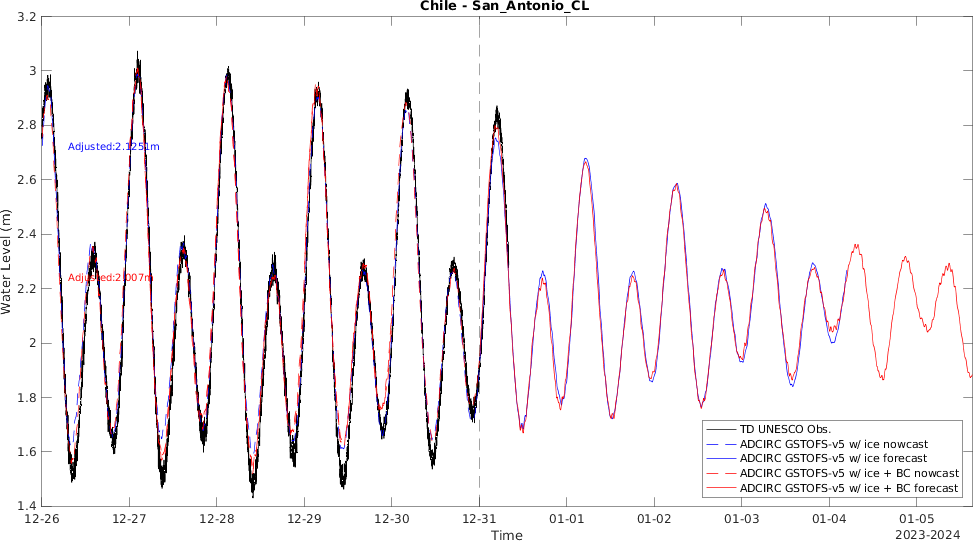 Chile - San_Antonio_CL
3.2
3
2.8
2.6
2.4
2.2
2
1.8
1.6
1.4
Water Level (m)
Adjusted:2.1251m
Adjusted:2.007m
TD UNESCO Obs.
ADCIRC GSTOFS-v5 w/ ice nowcast
ADCIRC GSTOFS-v5 w/ ice forecast
ADCIRC GSTOFS-v5 w/ ice + BC nowcast
ADCIRC GSTOFS-v5 w/ ice + BC forecast
12-26 12-27 12-28 12-29 12-30 12-31 01-01 01-02 01-03 01-04 01-05
Time
2023-2024